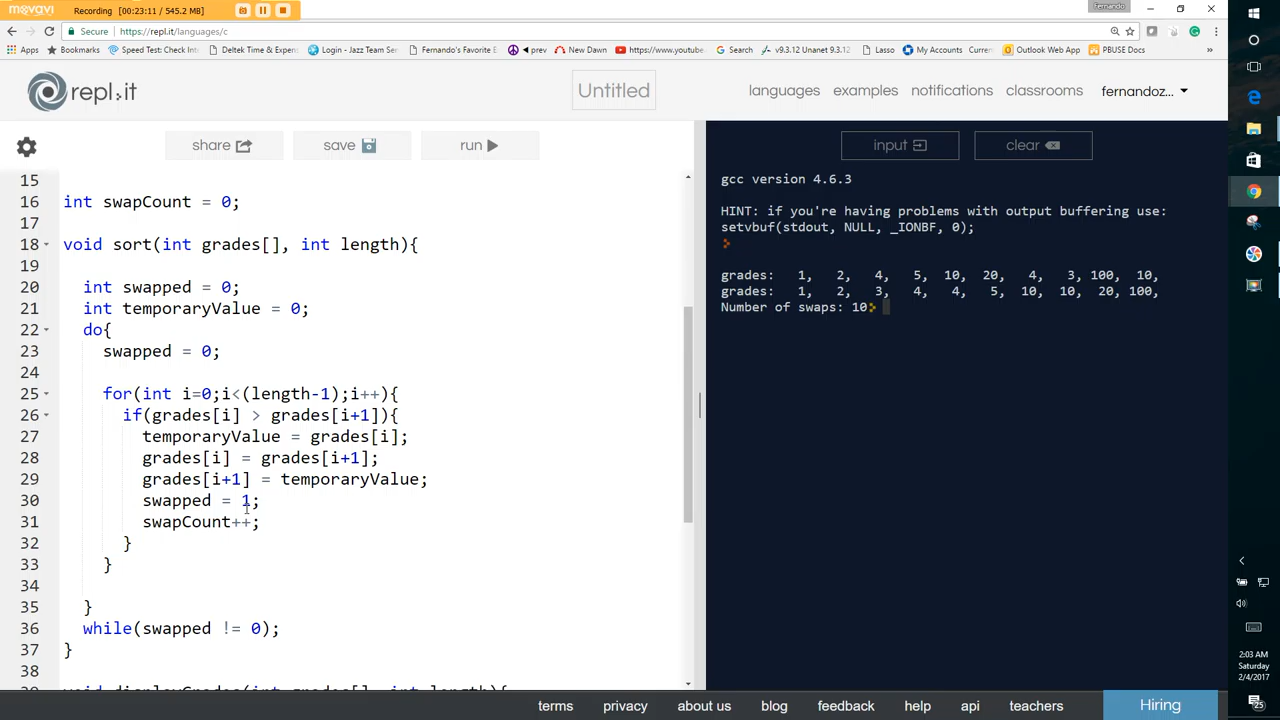 movavi Recording (00:23:11 / 545.2 MB) Fernando
Secure https://repl.it/languages/c
Apps Bookmarks Speed Test: Check Inte Deltek Time & Expens Login - Jazz Team Ser Fernando's Favorite E ◄ prev New Dawn https://www.youtube. Search v9.3.12 Unanet 9.3.12 Lasso My Accounts Current Outlook Web App PBUSE Docs »
repl.it Untitled languages examples notifications classrooms fernandoz...
share save run input clear
15
16 int swapCount = 0;
17
18 void sort(int grades[], int length){
19
20 int swapped = 0;
21 int temporaryValue = 0;
22 do{
23 swapped = 0;
24
25 for(int i=0;i<(length-1);i++){
26 if(grades[i] > grades[i+1]){
27 temporaryValue = grades[i];
28 grades[i] = grades[i+1];
29 grades[i+1] = temporaryValue;
30 swapped = 1;
31 swapCount++;
32 }
33 }
34
35 }
36 while(swapped != 0);
37 }
38
void displayGrades(int grades[], int length){
gcc version 4.6.3
HINT: if you're having problems with output buffering use:
setvbuf(stdout, NULL, _IONBF, 0);
grades: 1, 2, 4, 5, 10, 20, 4, 3, 100, 10,
grades: 1, 2, 3, 4, 4, 5, 10, 10, 20, 100,
Number of swaps: 10
terms privacy about us blog feedback help api teachers Hiring
2:03 AM
Saturday
2/4/2017
25